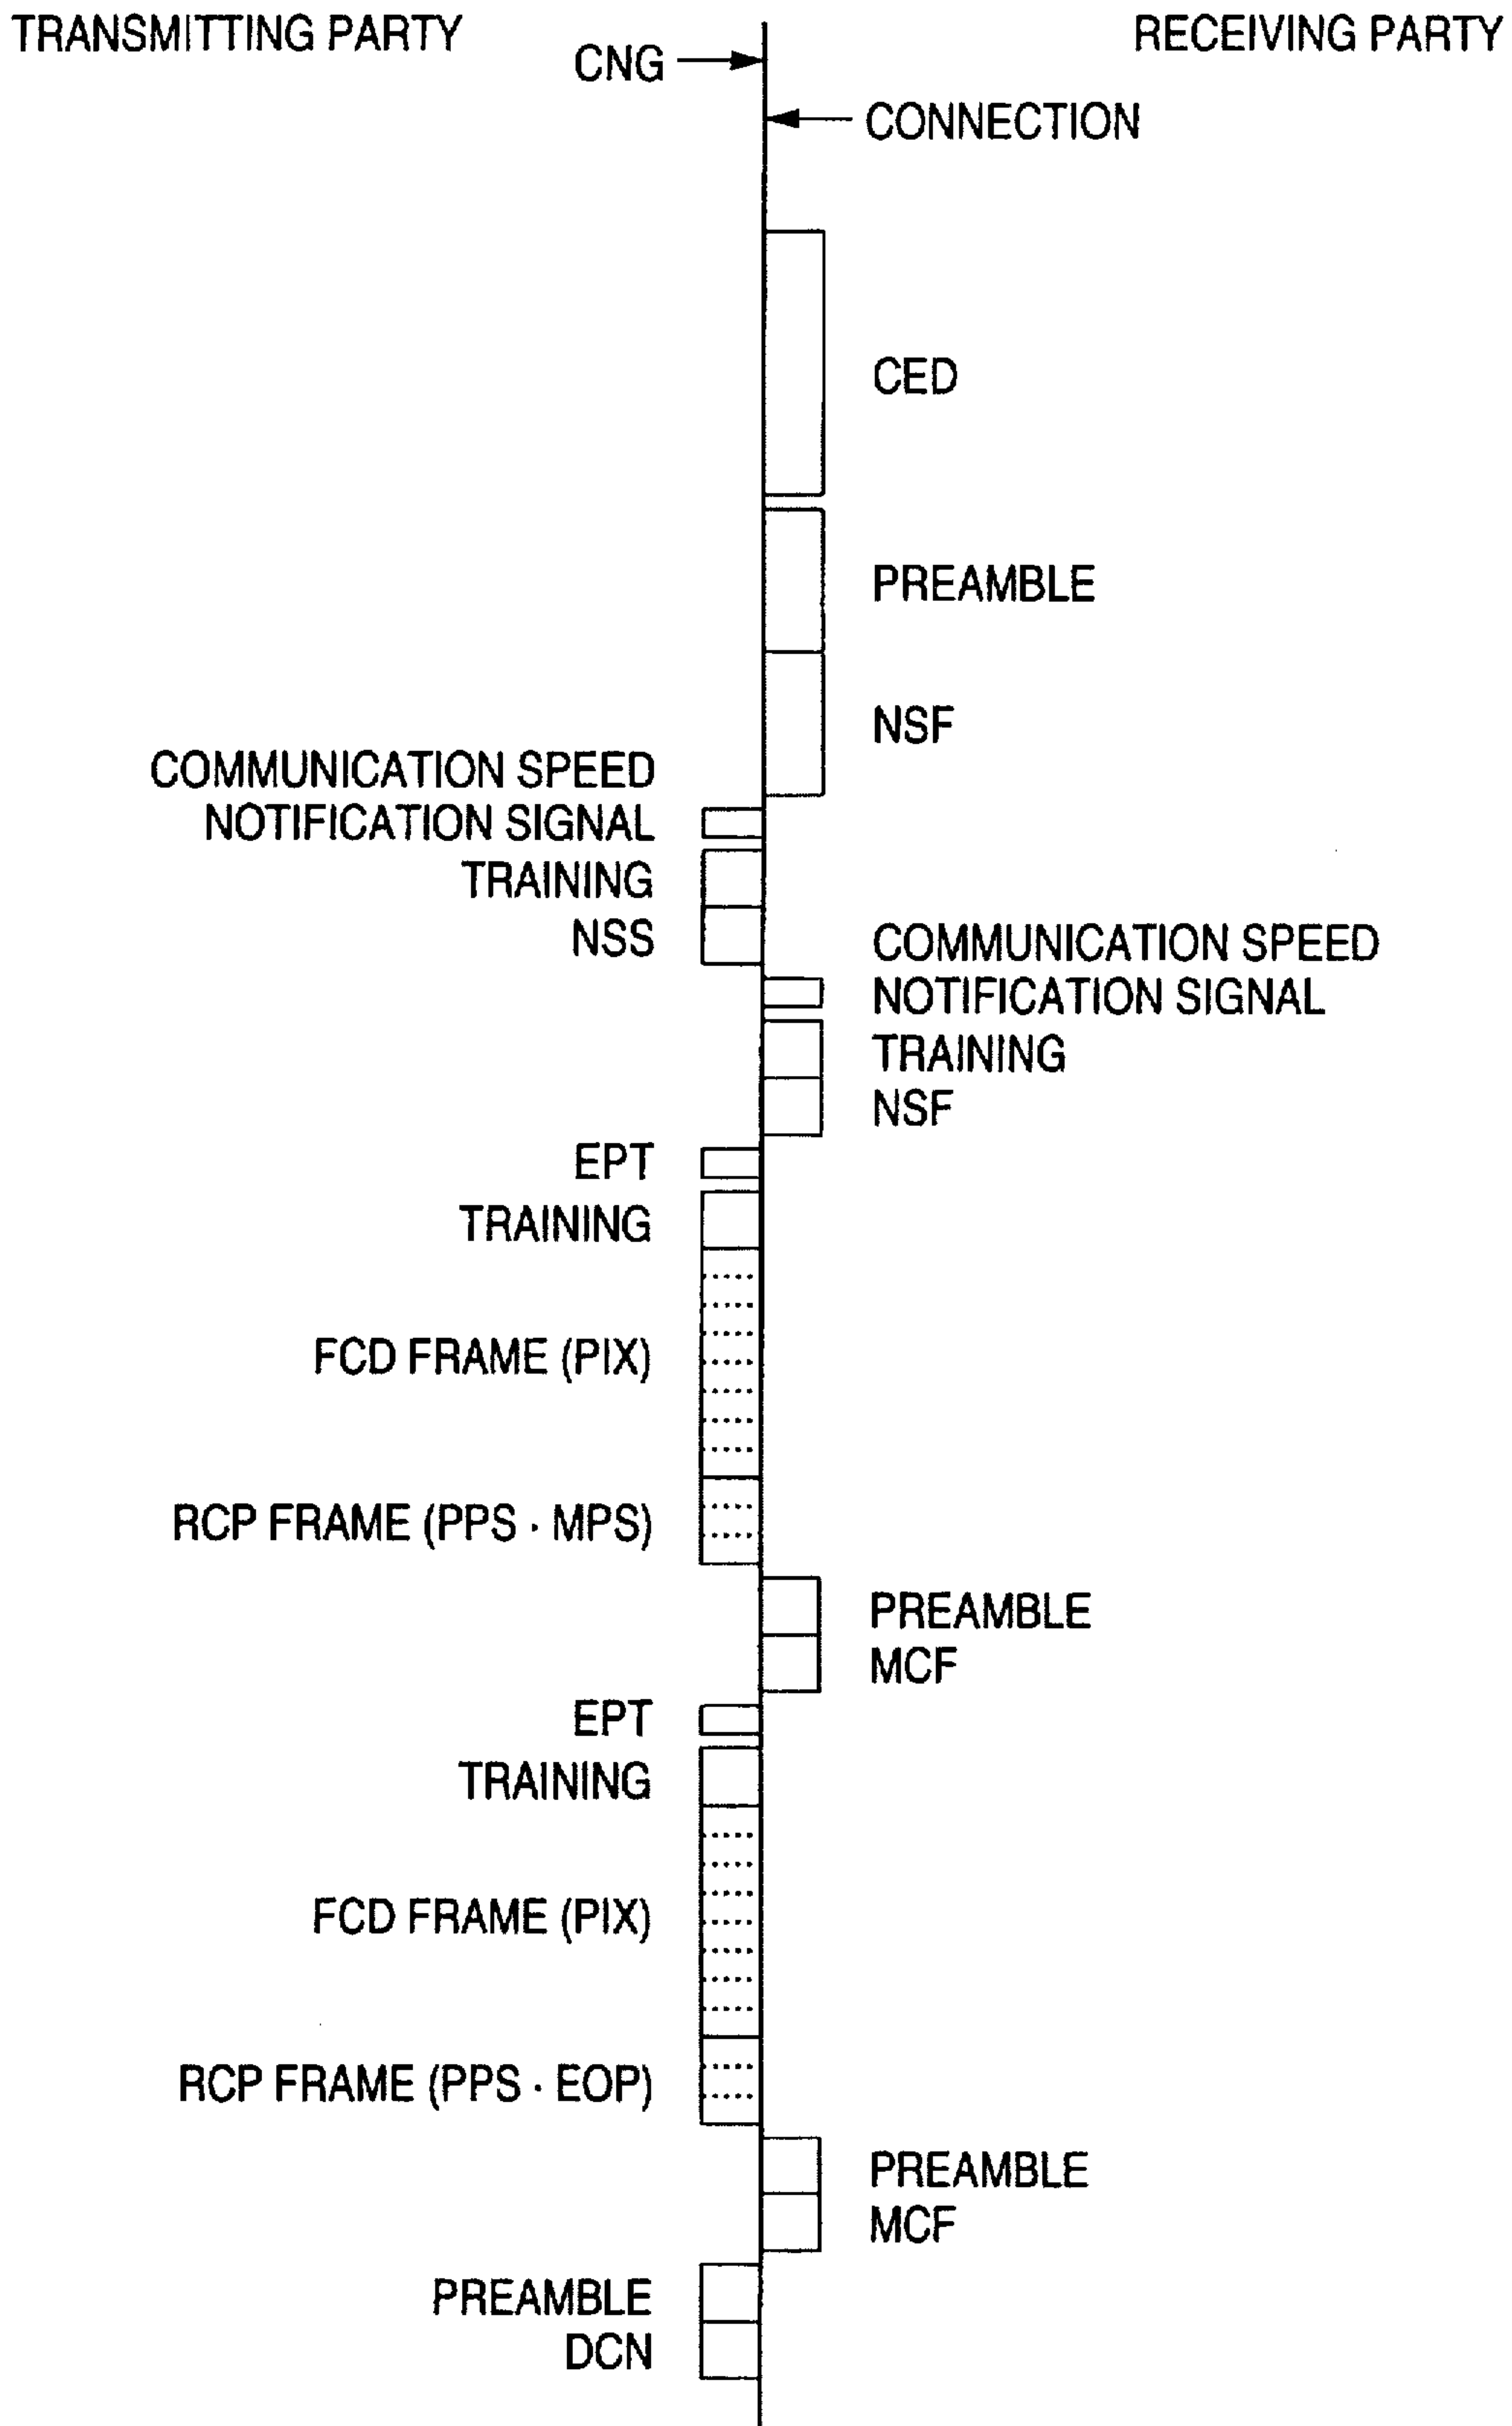 TRANSMITTING PARTY
RECEIVING PARTY
CNG
CONNECTION
CED
PREAMBLE
NSF
COMMUNICATION SPEED
NOTIFICATION SIGNAL
TRAINING
NSS
COMMUNICATION SPEED
NOTIFICATION SIGNAL
TRAINING
NSF
EPT
TRAINING
FCD FRAME (PIX)
RCP FRAME (PPS · MPS)
PREAMBLE
MCF
EPT
TRAINING
FCD FRAME (PIX)
RCP FRAME (PPS · EOP)
PREAMBLE
MCF
PREAMBLE
DCN